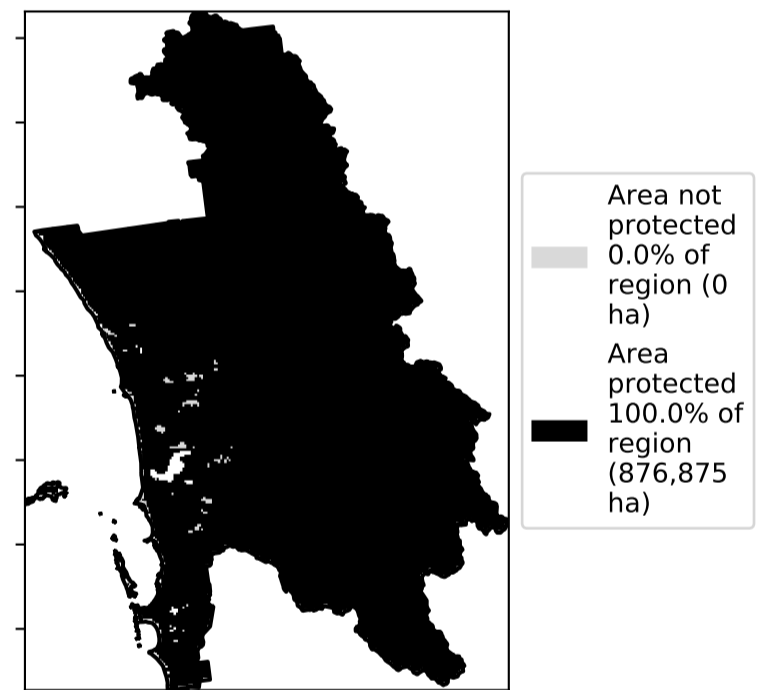 Area not
protected
0.0% of
region (0
ha)
Area
protected
100.0% of
region
(876,875
ha)